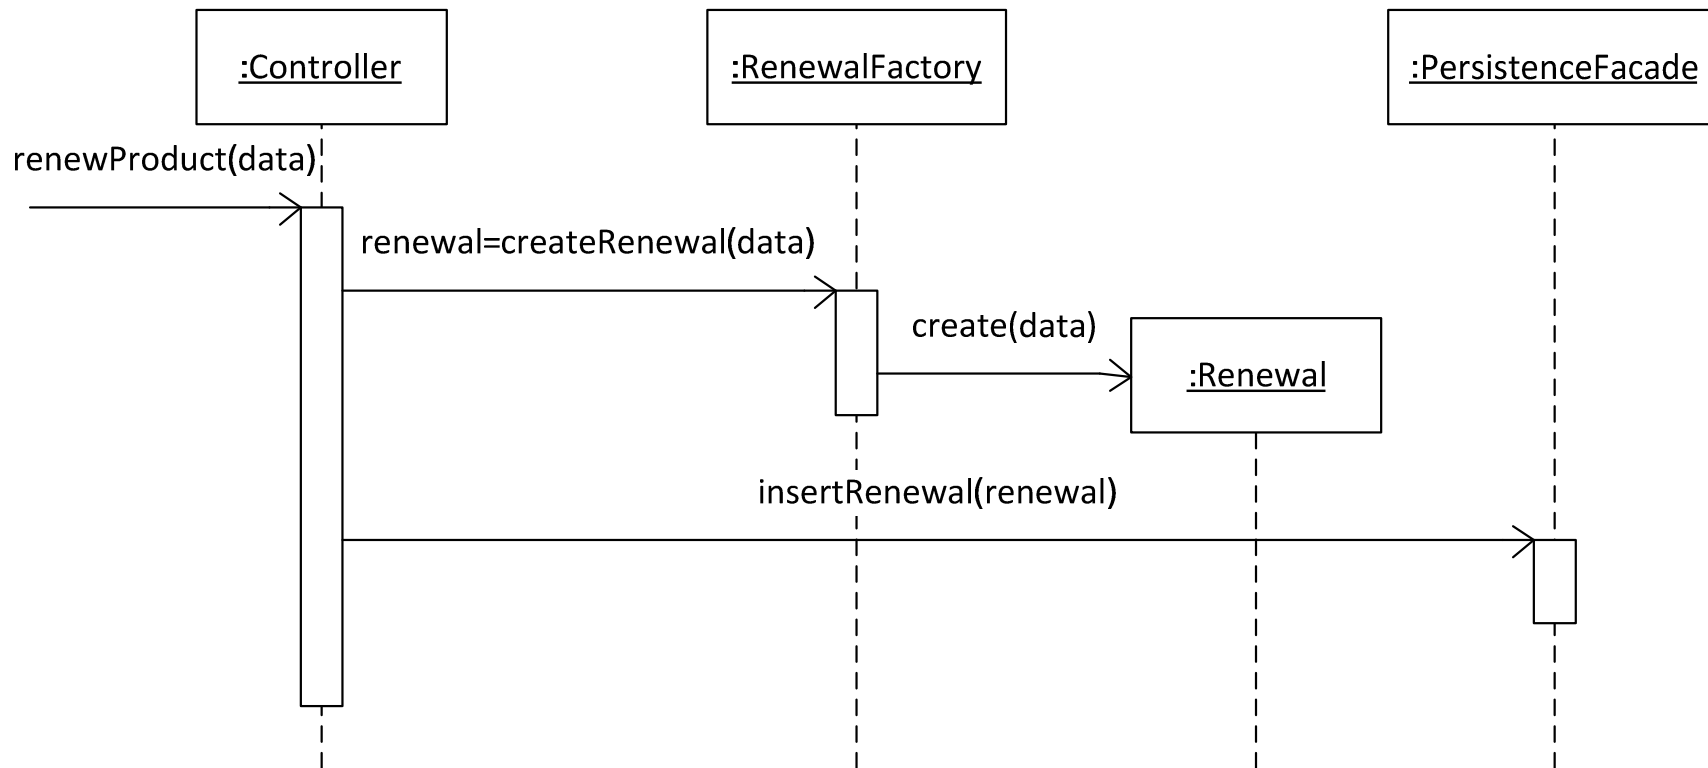 :Controller
:RenewalFactory
:PersistenceFacade
renewProduct(data)
renewal=createRenewal(data)
create(data)
:Renewal
insertRenewal(renewal)